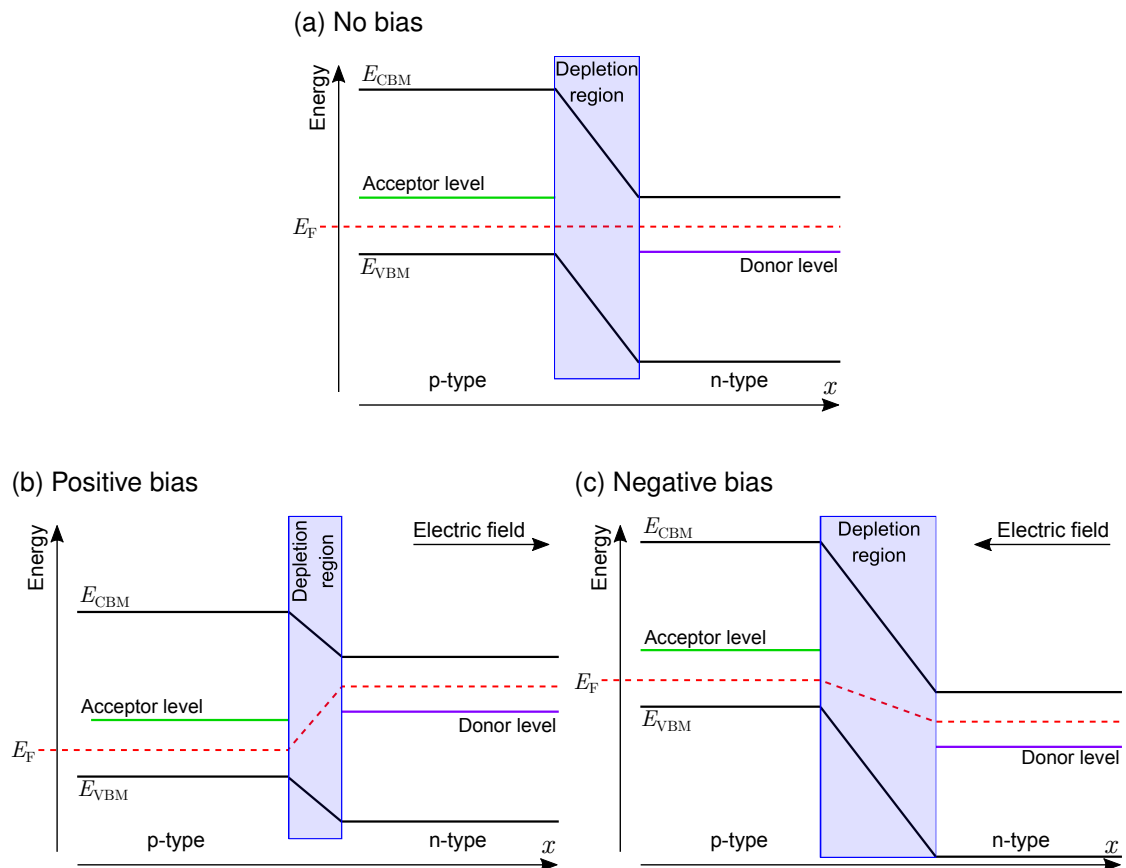 (a) No bias
Energy
E_CBM
Depletion
region
Acceptor level
E_F
E_VBM
Donor level
p-type
n-type
x
(b) Positive bias
Energy
Depletion
region
Electric field
E_CBM
Acceptor level
Donor level
E_F
E_VBM
p-type
n-type
x
(c) Negative bias
Energy
E_CBM
Depletion
region
Electric field
Acceptor level
E_F
E_VBM
Donor level
p-type
n-type
x